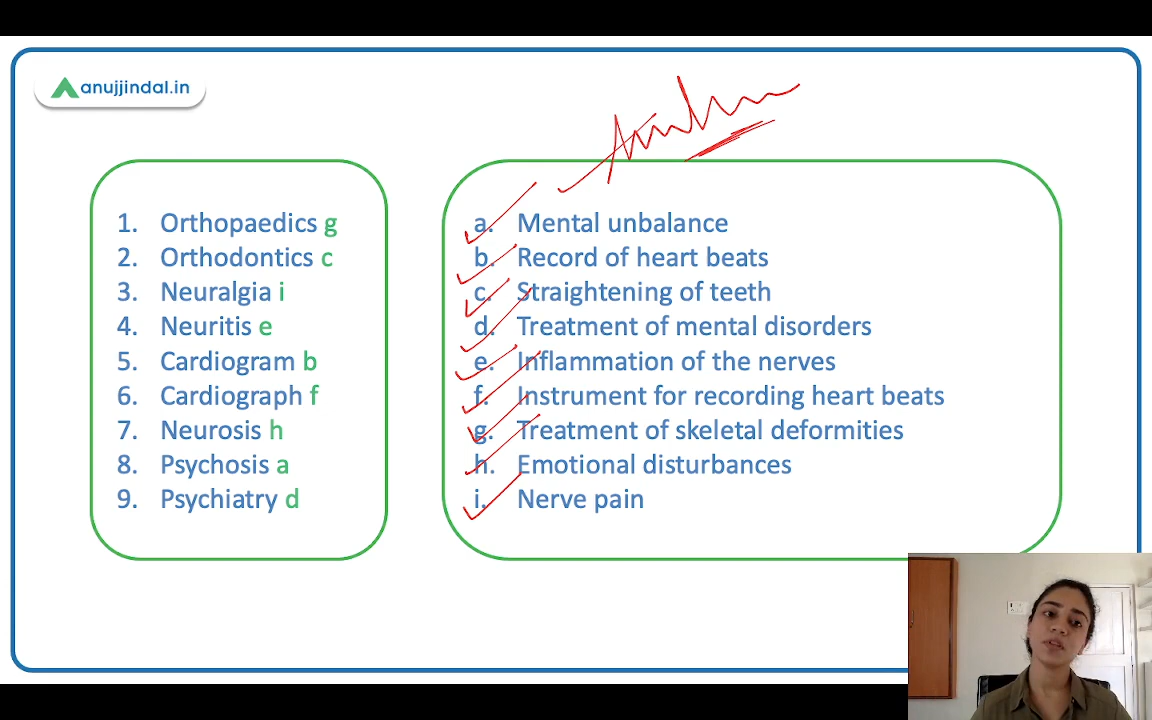 anujjindal.in
1. Orthopaedics g
2. Orthodontics c
3. Neuralgia i
4. Neuritis e
5. Cardiogram b
6. Cardiograph f
7. Neurosis h
8. Psychosis a
9. Psychiatry d
a. Mental unbalance
b. Record of heart beats
c. Straightening of teeth
d. Treatment of mental disorders
e. Inflammation of the nerves
f. Instrument for recording heart beats
g. Treatment of skeletal deformities
h. Emotional disturbances
i. Nerve pain